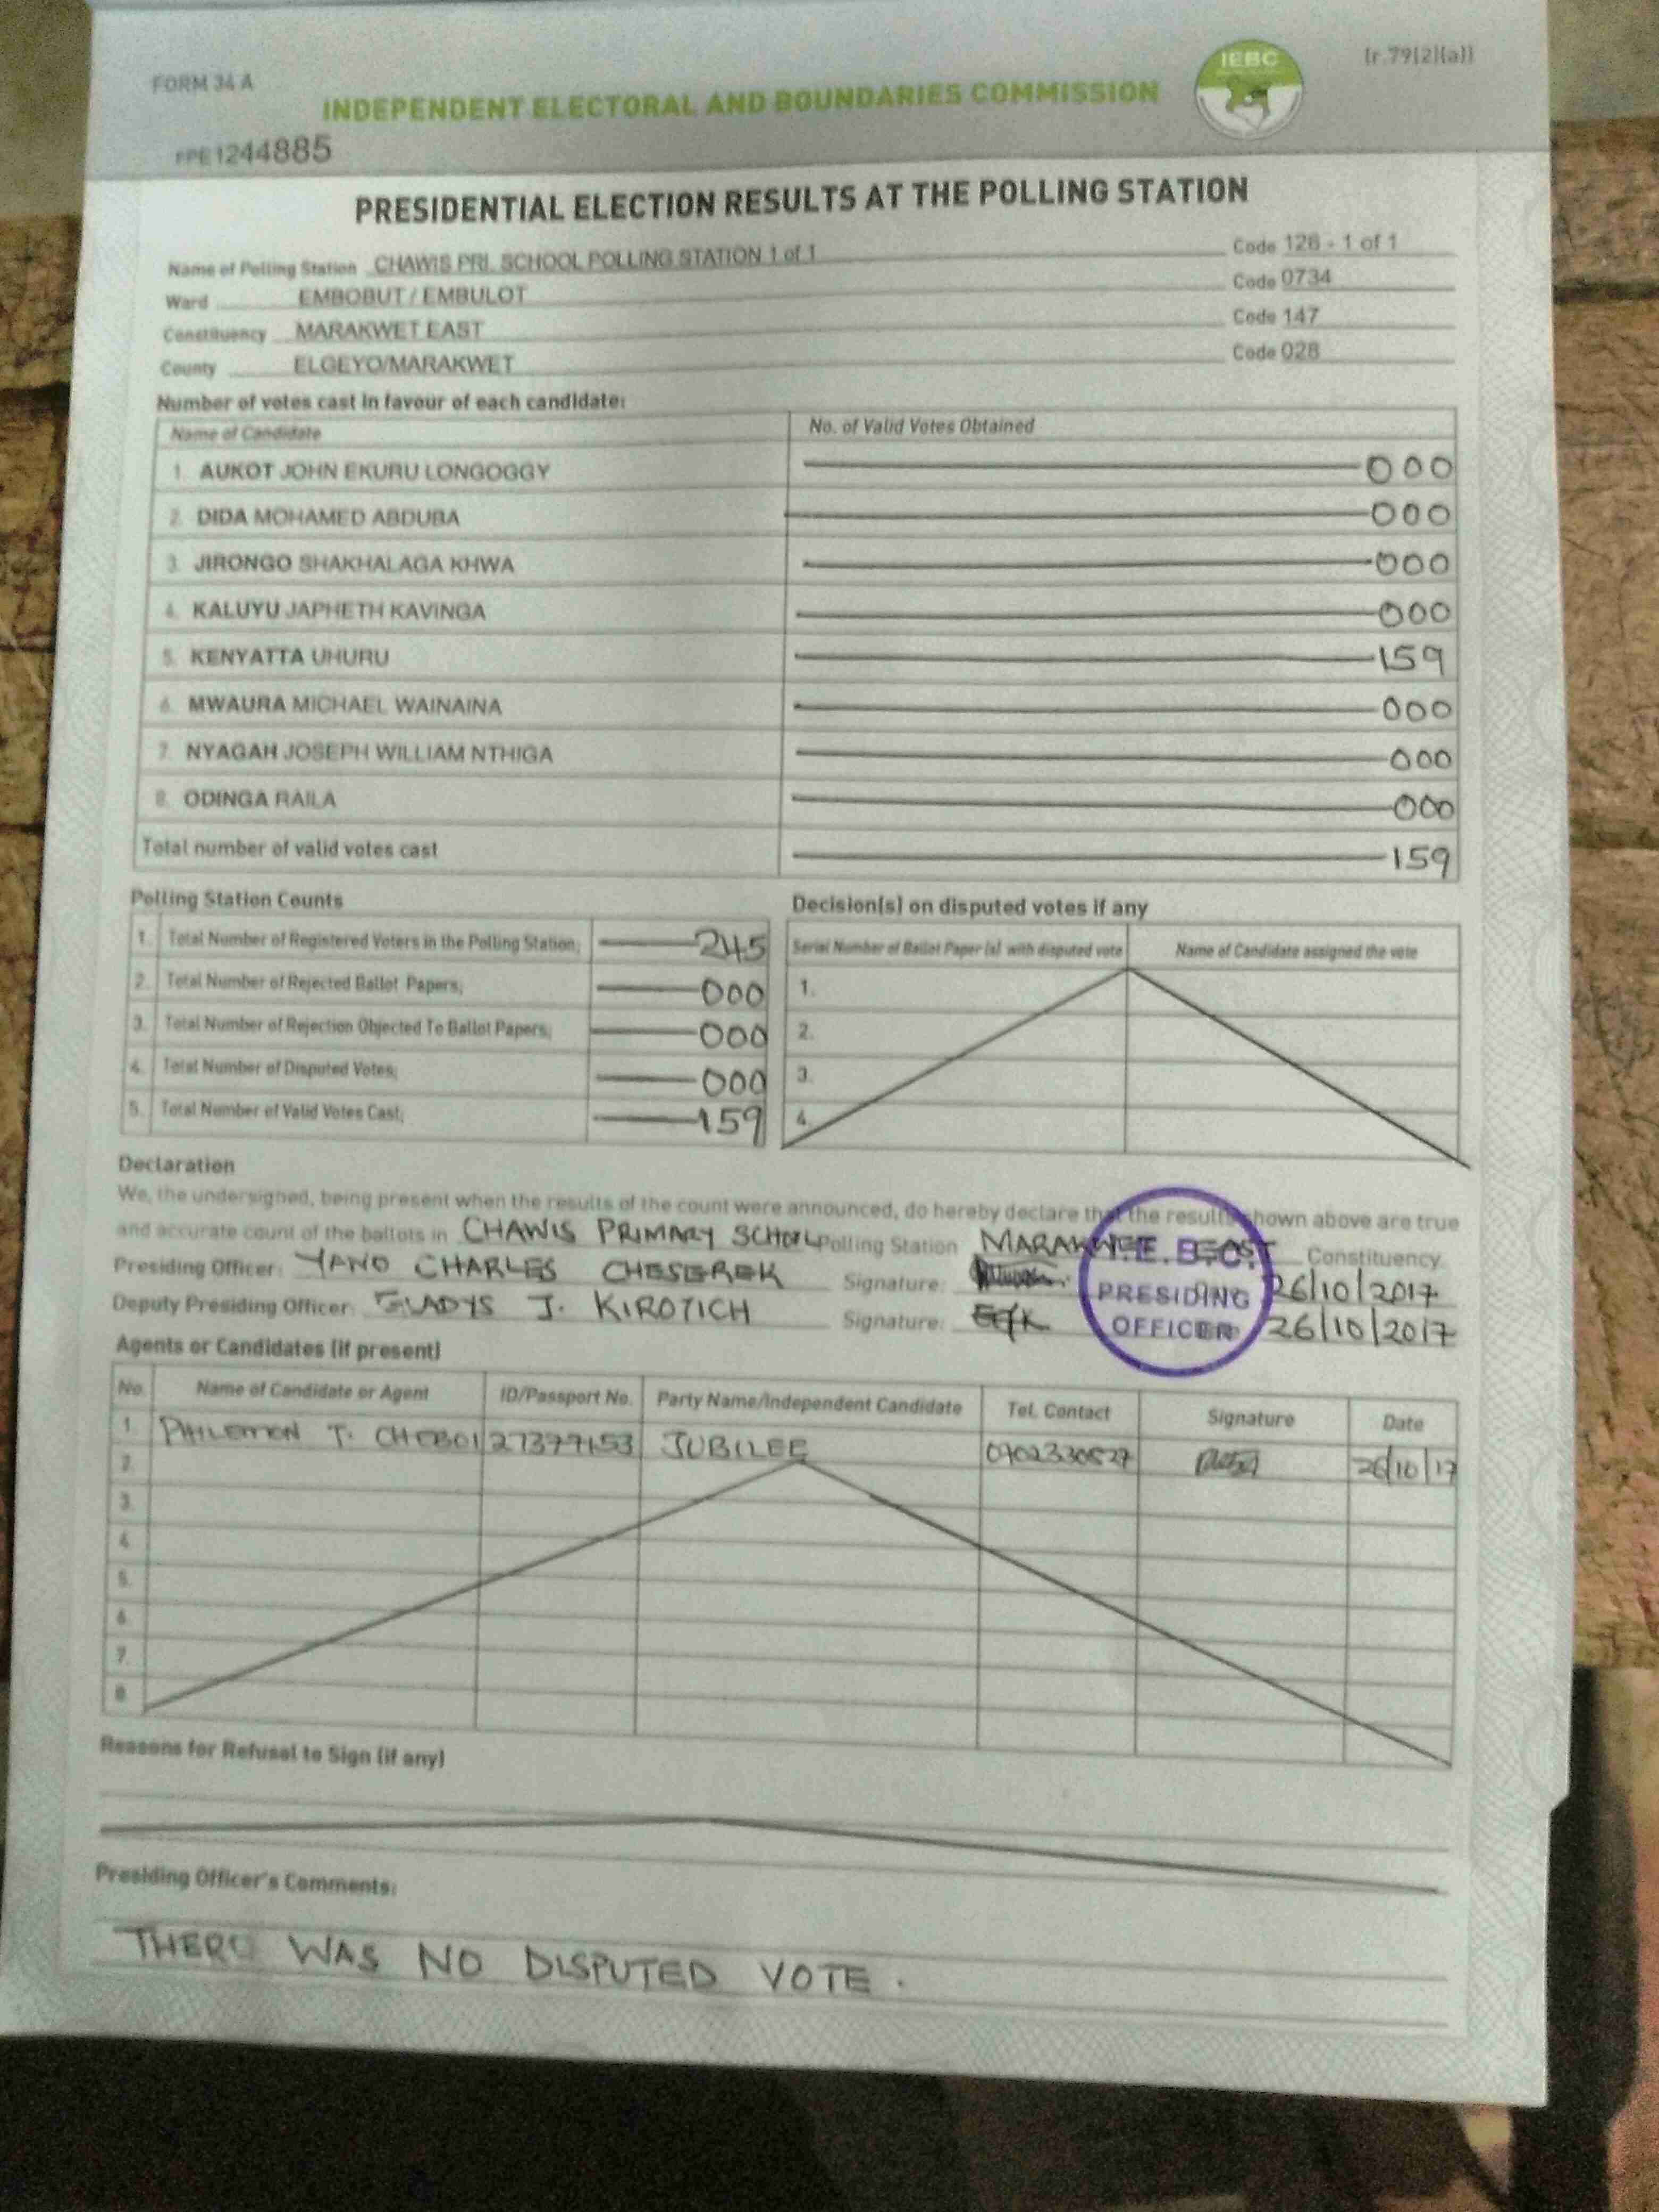 FORM 34 A
(r.79(2)(a))
IEBC
INDEPENDENT ELECTORAL AND BOUNDARIES COMMISSION
FPE1244885
PRESIDENTIAL ELECTION RESULTS AT THE POLLING STATION
Name of Polling Station CHAWIS PRI. SCHOOL POLLING STATION 1 of 1 Code 126 - 1 of 1
Ward EMBOBUT / EMBULOT Code 0734
Constituency MARAKWET EAST Code 147
County ELGEYO/MARAKWET Code 028
Number of votes cast in favour of each candidate:
Name of Candidate No. of Valid Votes Obtained
1. AUKOT JOHN EKURU LONGOGGY 000
2. DIDA MOHAMED ABDUBA 000
3. JIRONGO SHAKHALAGA KHWA 000
4. KALUYU JAPHETH KAVINGA 000
5. KENYATTA UHURU 159
6. MWAURA MICHAEL WAINAINA 000
7. NYAGAH JOSEPH WILLIAM NTHIGA 000
8. ODINGA RAILA 000
Total number of valid votes cast 159
Polling Station Counts
1. Total Number of Registered Voters in the Polling Station; 245
2. Total Number of Rejected Ballot Papers; 000
3. Total Number of Rejection Objected To Ballot Papers; 000
4. Total Number of Disputed Votes; 000
5. Total Number of Valid Votes Cast; 159
Decision(s) on disputed votes if any
Serial Number of Ballot Paper (s) with disputed vote Name of Candidate assigned the vote
1.
2.
3.
4.
Declaration
We, the undersigned, being present when the results of the count were announced, do hereby declare that the results shown above are true
and accurate count of the ballots in CHAWIS PRIMARY SCHOOL Polling Station MARAKWET EAST Constituency
Presiding Officer: YANO CHARLES CHESEREK Signature: 26/10/2017
Deputy Presiding Officer: GLADYS J. KIROTICH Signature: 26/10/2017
I.E.B.C.
PRESIDING
OFFICER
Agents or Candidates (if present)
No. Name of Candidate or Agent ID/Passport No. Party Name/Independent Candidate Tel. Contact Signature Date
1. PHILEMON T. CHEBOI JUBILEE 26/10/17
2.
3.
4.
5.
6.
7.
8.
Reasons for Refusal to Sign (if any)
Presiding Officer's Comments:
THERE WAS NO DISPUTED VOTE.